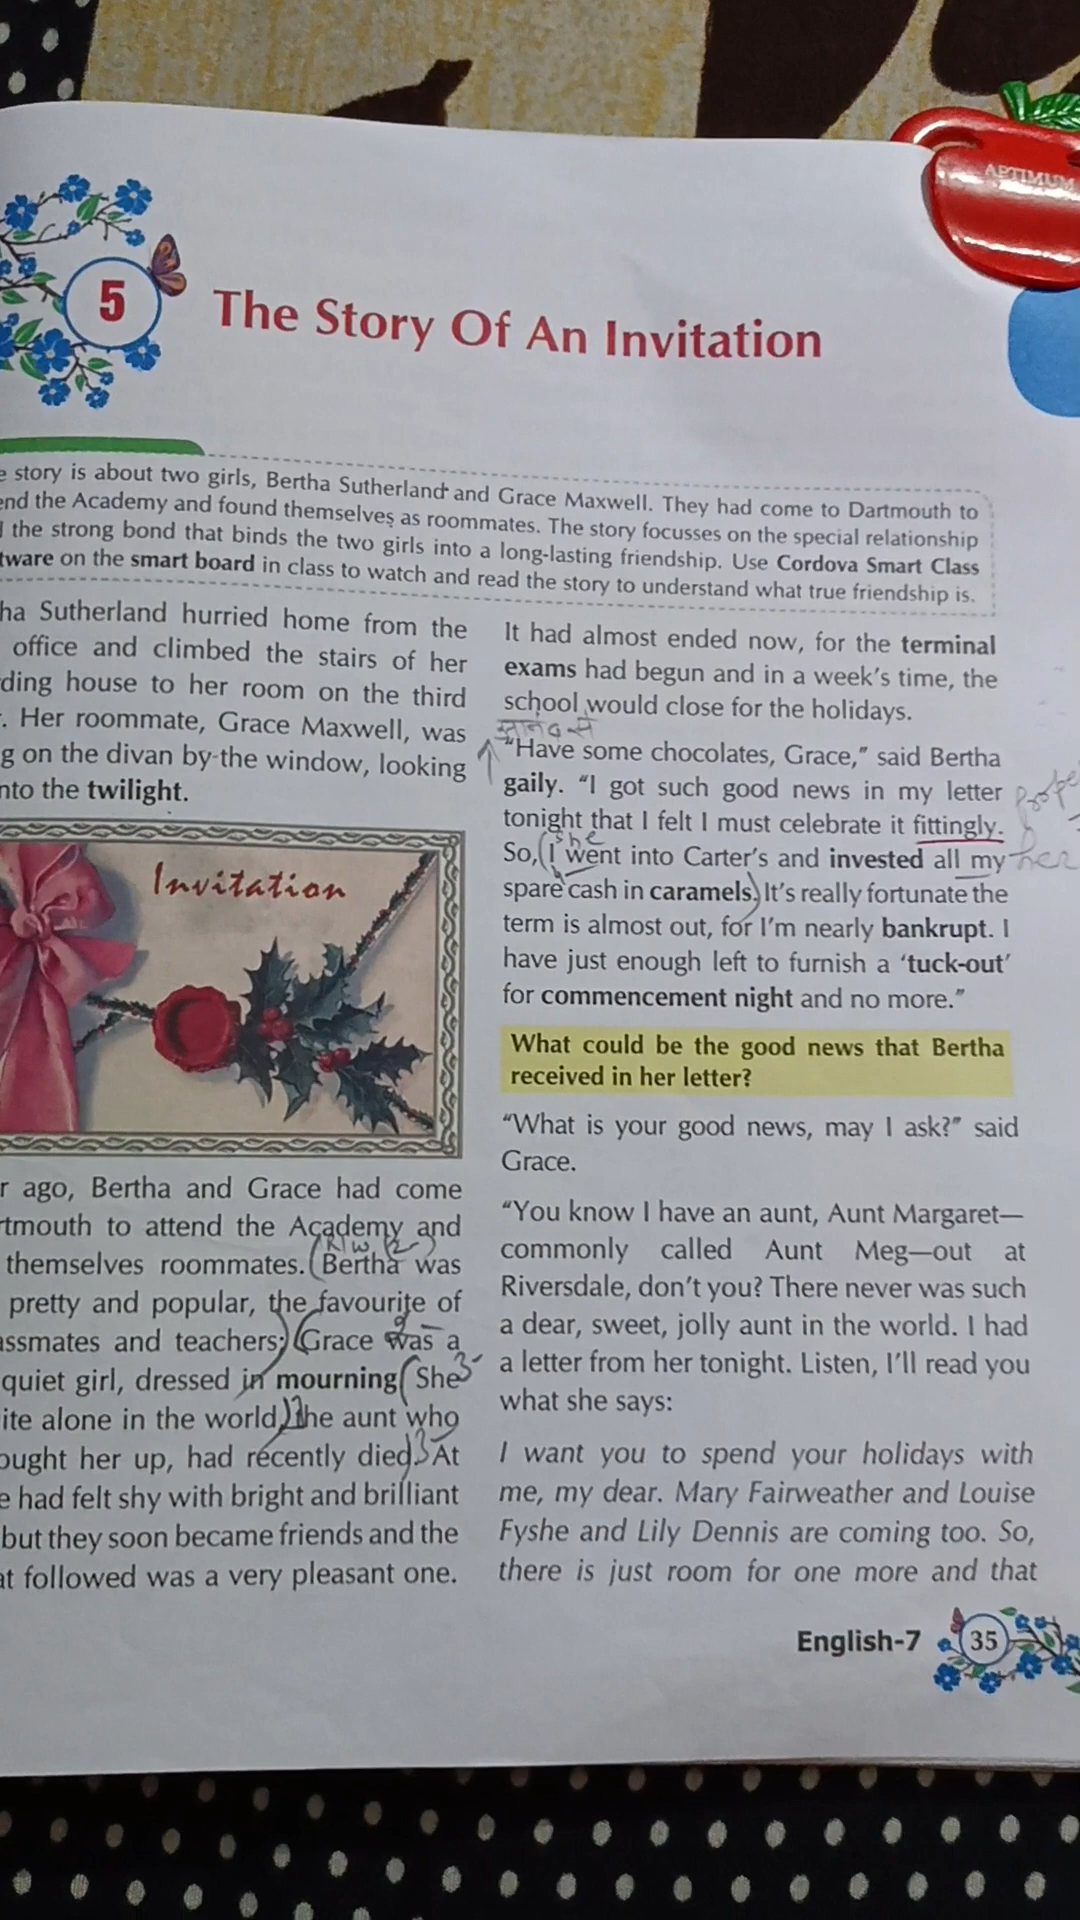 APTIMUM
5
The Story Of An Invitation
story is about two girls, Bertha Sutherland and Grace Maxwell. They had come to Dartmouth to
the Academy and found themselves as roommates. The story focusses on the special relationship
the strong bond that binds the two girls into a long-lasting friendship. Use Cordova Smart Class
on the smart board in class to watch and read the story to understand what true friendship is.
Sutherland hurried home from the
office and climbed the stairs of her
house to her room on the third
Her roommate, Grace Maxwell, was
on the divan by the window, looking
the twilight.
Invitation
ago, Bertha and Grace had come
to attend the Academy and
themselves roommates. Bertha was
pretty and popular, the favourite of
and teachers; Grace was a
quiet girl, dressed in mourning. She
alone in the world, the aunt who
her up, had recently died. At
had felt shy with bright and brilliant
but they soon became friends and the
followed was a very pleasant one.
It had almost ended now, for the terminal
exams had begun and in a week's time, the
school would close for the holidays.
आनंद से
“Have some chocolates, Grace,” said Bertha
gaily. “I got such good news in my letter
tonight that I felt I must celebrate it fittingly.
she
So, I went into Carter's and invested all my her
spare cash in caramels. It's really fortunate the
term is almost out, for I'm nearly bankrupt. I
have just enough left to furnish a ‘tuck-out’
for commencement night and no more.”
What could be the good news that Bertha
received in her letter?
“What is your good news, may I ask?” said
Grace.
“You know I have an aunt, Aunt Margaret—
commonly called Aunt Meg—out at
Riversdale, don't you? There never was such
a dear, sweet, jolly aunt in the world. I had
a letter from her tonight. Listen, I'll read you
what she says:
I want you to spend your holidays with
me, my dear. Mary Fairweather and Louise
Fyshe and Lily Dennis are coming too. So,
there is just room for one more and that
English-7
35